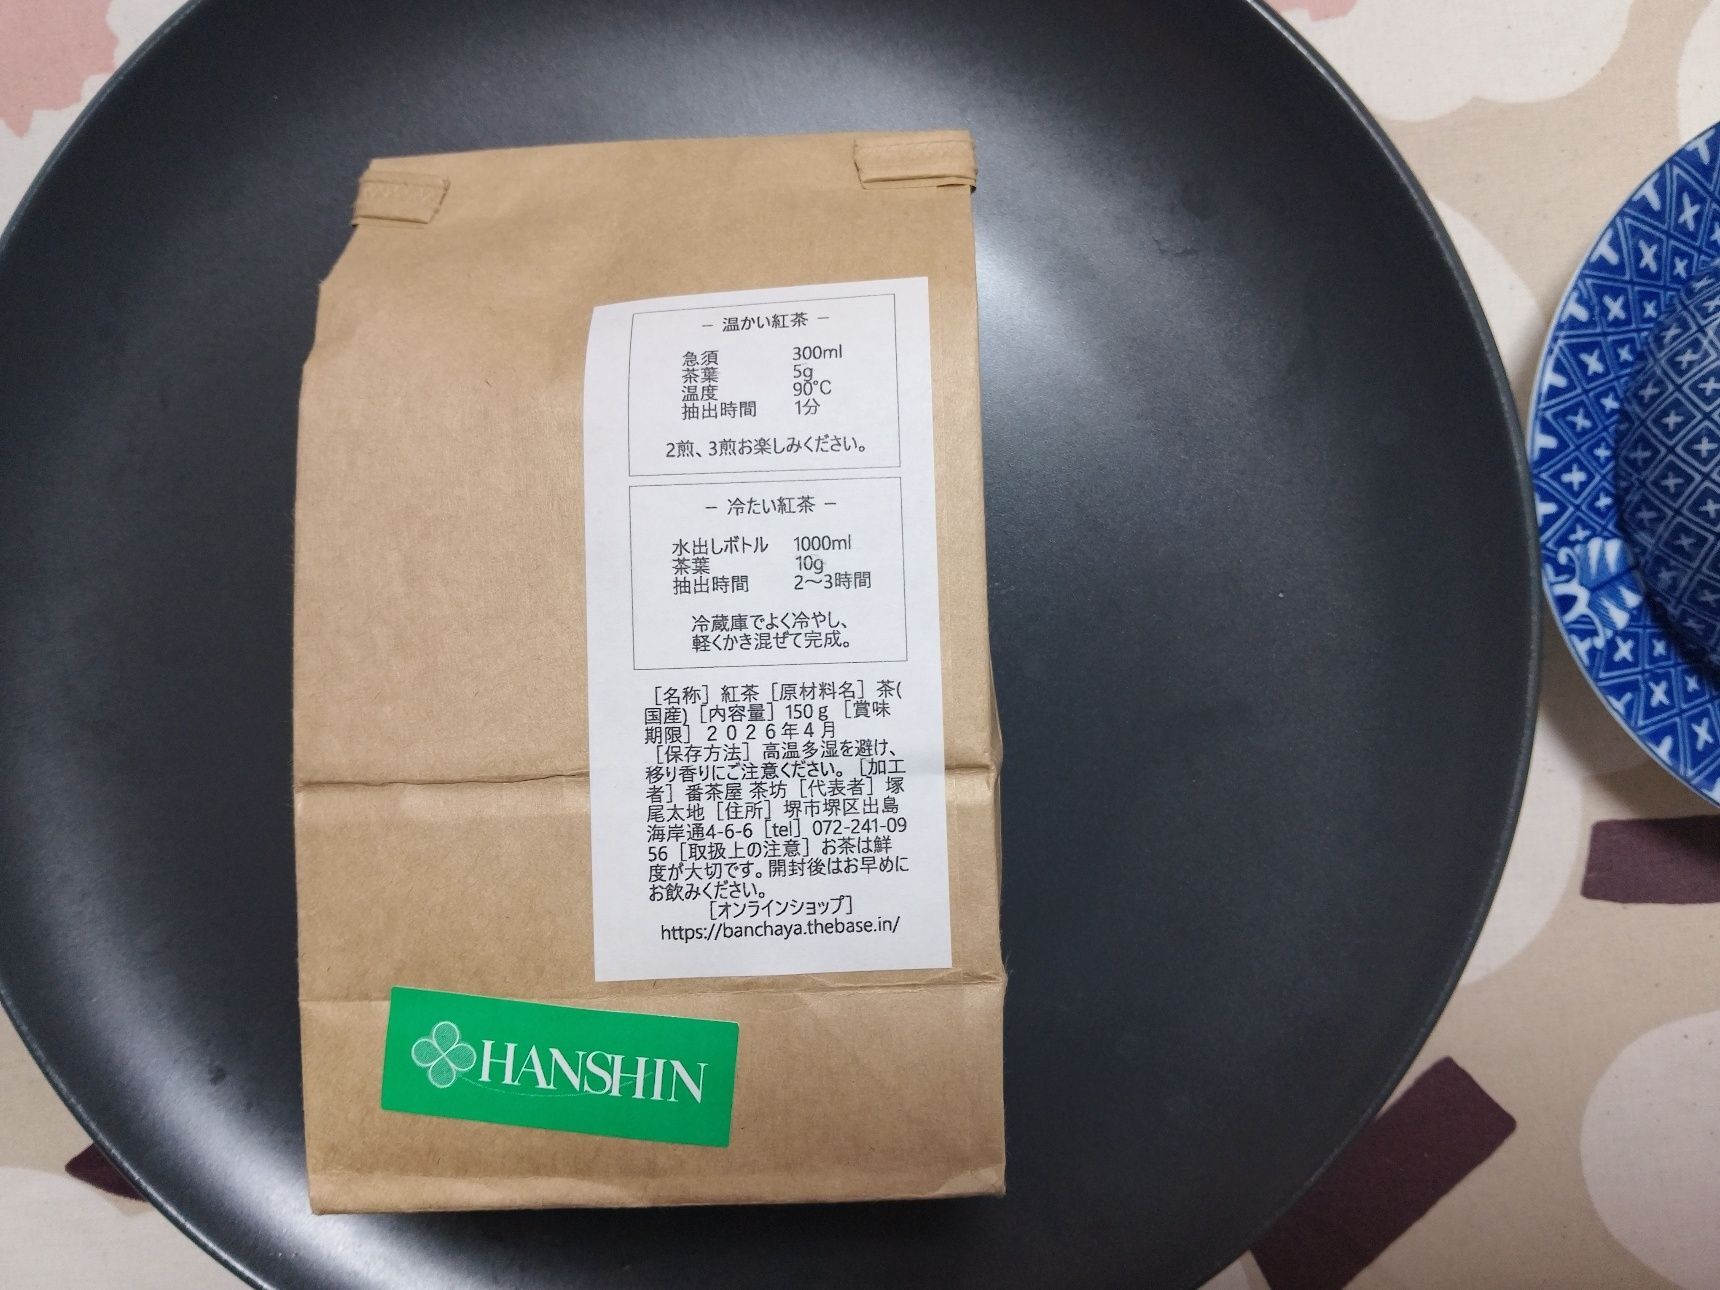 − 温かい紅茶 −
急須 300ml
茶葉 5g
温度 90℃
抽出時間 1分
2煎、3煎お楽しみください。
− 冷たい紅茶 −
水出しボトル 1000ml
茶葉 10g
抽出時間 2〜3時間
冷蔵庫でよく冷やし、
軽くかき混ぜて完成。
［名称］紅茶［原材料名］茶(
国産)［内容量］150ｇ［賞味
期限］２０２６年４月
［保存方法］高温多湿を避け、
移り香りにご注意ください。［加工
者］番茶屋 茶坊［代表者］塚
尾太地［住所］堺市堺区出島
海岸通4-6-6［tel］072-241-09
56［取扱上の注意］お茶は鮮
度が大切です。開封後はお早めに
お飲みください。
［オンラインショップ］
https://banchaya.thebase.in/
HANSHIN